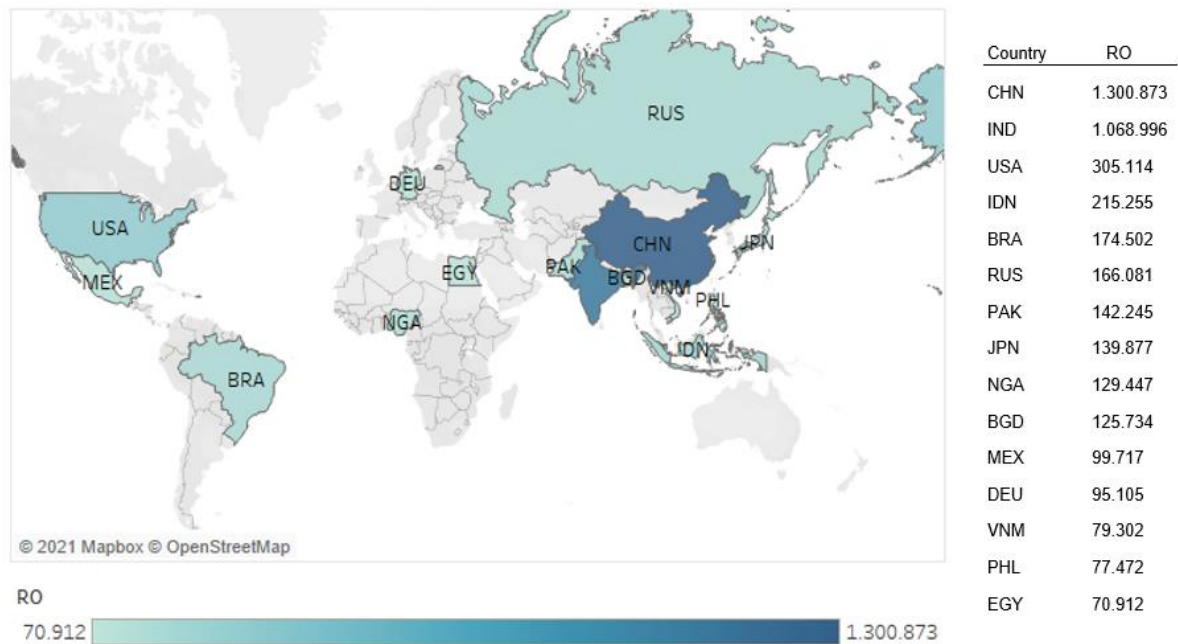 RUS
DEU
USA
CHN
JPN
MEX
EGY
PAK
BGD
VNM
PHL
NGA
IDN
BRA
© 2021 Mapbox © OpenStreetMap
RO
70.912 1.300.873
Country RO
CHN 1.300.873
IND 1.068.996
USA 305.114
IDN 215.255
BRA 174.502
RUS 166.081
PAK 142.245
JPN 139.877
NGA 129.447
BGD 125.734
MEX 99.717
DEU 95.105
VNM 79.302
PHL 77.472
EGY 70.912